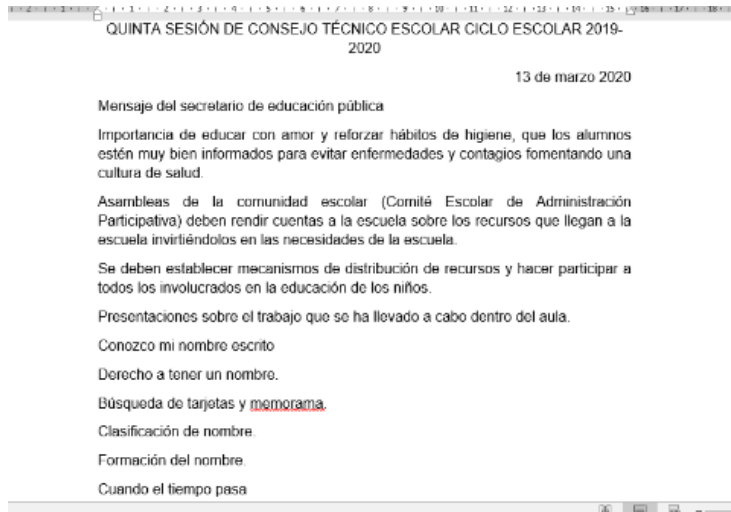 QUINTA SESIÓN DE CONSEJO TÉCNICO ESCOLAR CICLO ESCOLAR 2019-
2020
13 de marzo 2020
Mensaje del secretario de educación pública
Importancia de educar con amor y reforzar hábitos de higiene, que los alumnos
estén muy bien informados para evitar enfermedades y contagios fomentando una
cultura de salud.
Asambleas de la comunidad escolar (Comité Escolar de Administración
Participativa) deben rendir cuentas a la escuela sobre los recursos que llegan a la
escuela invirtiéndolos en las necesidades de la escuela.
Se deben establecer mecanismos de distribución de recursos y hacer participar a
todos los involucrados en la educación de los niños.
Presentaciones sobre el trabajo que se ha llevado a cabo dentro del aula.
Conozco mi nombre escrito
Derecho a tener un nombre.
Búsqueda de tarjetas y memorama.
Clasificación de nombre.
Formación del nombre.
Cuando el tiempo pasa